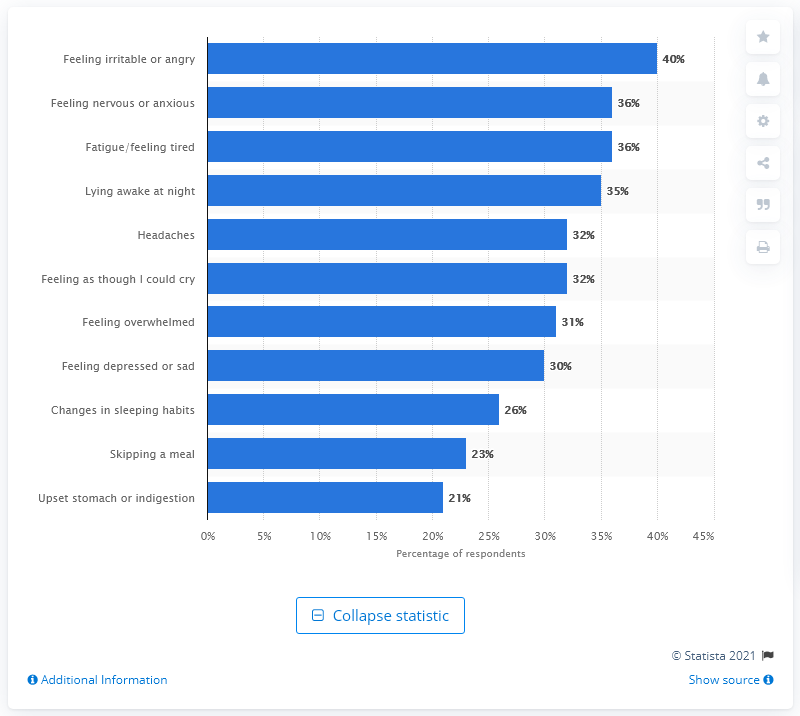 Feeling irritable or angry 40%
Feeling nervous or anxious 36%
Fatigue/feeling tired 36%
Lying awake at night 35%
Headaches 32%
Feeling as though I could cry 32%
Feeling overwhelmed 31%
Feeling depressed or sad 30%
Changes in sleeping habits 26%
Skipping a meal 23%
Upset stomach or indigestion 21%
0% 5% 10% 15% 20% 25% 30% 35% 40% 45%
Percentage of respondents
Collapse statistic
© Statista 2021
Additional Information Show source